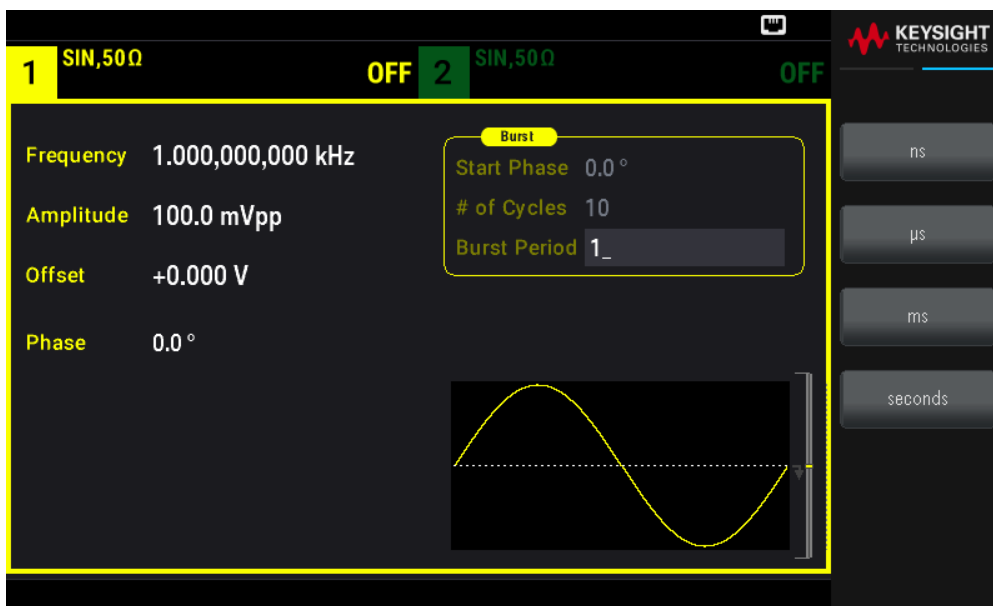 KEYSIGHT
TECHNOLOGIES
1 SIN,50Ω OFF 2 SIN,50Ω OFF
Frequency 1.000,000,000 kHz
Amplitude 100.0 mVpp
Offset +0.000 V
Phase 0.0 °
Burst
Start Phase 0.0 °
# of Cycles 10
Burst Period 1_
ns
µs
ms
seconds